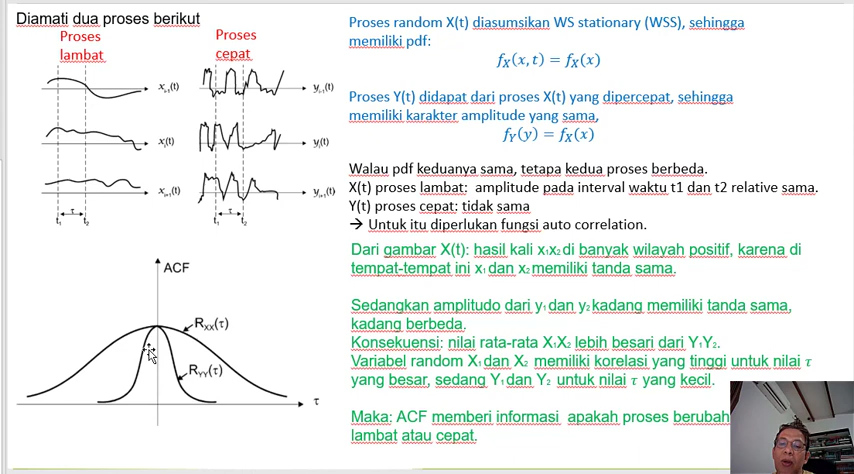 Diamati dua proses berikut
Proses
lambat
Proses
cepat
xᵢ₋₁(t)
xᵢ(t)
xᵢ₊₁(t)
yᵢ₋₁(t)
yᵢ(t)
yᵢ₊₁(t)
τ
t₁ t₂
τ
t₁ t₂
ACF
R_XX(τ)
R_YY(τ)
τ
Proses random X(t) diasumsikan WS stationary (WSS), sehingga
memiliki pdf:
f_X(x, t) = f_X(x)
Proses Y(t) didapat dari proses X(t) yang dipercepat, sehingga
memiliki karakter amplitude yang sama,
f_Y(y) = f_X(x)
Walau pdf keduanya sama, tetapa kedua proses berbeda.
X(t) proses lambat: amplitude pada interval waktu t1 dan t2 relative sama.
Y(t) proses cepat: tidak sama
→ Untuk itu diperlukan fungsi auto correlation.
Dari gambar X(t): hasil kali x₁x₂ di banyak wilayah positif, karena di
tempat-tempat ini x₁ dan x₂ memiliki tanda sama.
Sedangkan amplitudo dari y₁ dan y₂ kadang memiliki tanda sama,
kadang berbeda.
Konsekuensi: nilai rata-rata X₁X₂ lebih besari dari Y₁Y₂.
Variabel random X₁ dan X₂ memiliki korelasi yang tinggi untuk nilai τ
yang besar, sedang Y₁ dan Y₂ untuk nilai τ yang kecil.
Maka: ACF memberi informasi apakah proses berubah
lambat atau cepat.